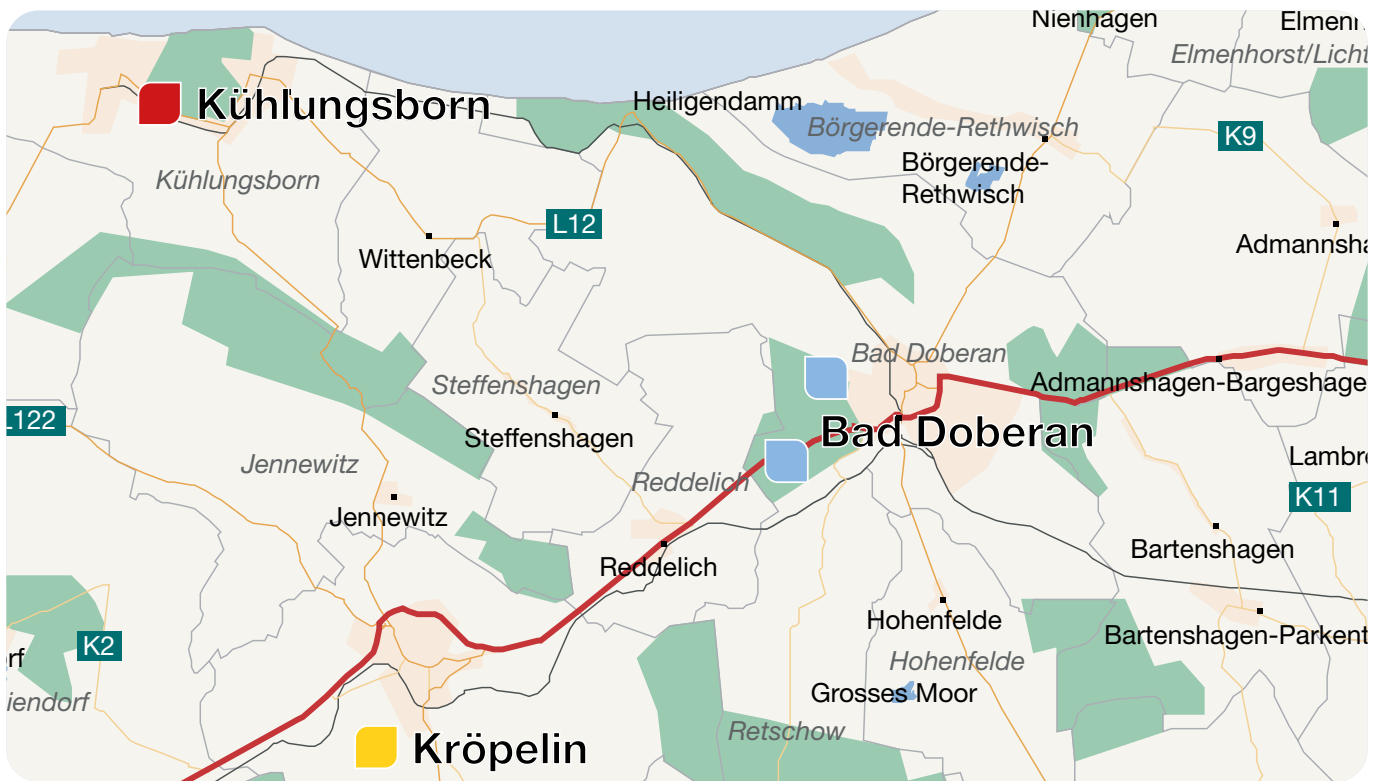 Nienhagen
Elmenh
Elmenhorst/Licht
Kühlungsborn
Heiligendamm
Börgerende-Rethwisch
K9
Börgerende-
Rethwisch
Kühlungsborn
L12
Admannsha
Wittenbeck
Bad Doberan
Steffenshagen
Admannshagen-Bargeshage
L122
Steffenshagen
Bad Doberan
Jennewitz
Reddelich
Lambre
K11
Jennewitz
Bartenshagen
Reddelich
Hohenfelde
Bartenshagen-Parkent
K2
rf
Hohenfelde
iendorf
Grosses Moor
Retschow
Kröpelin